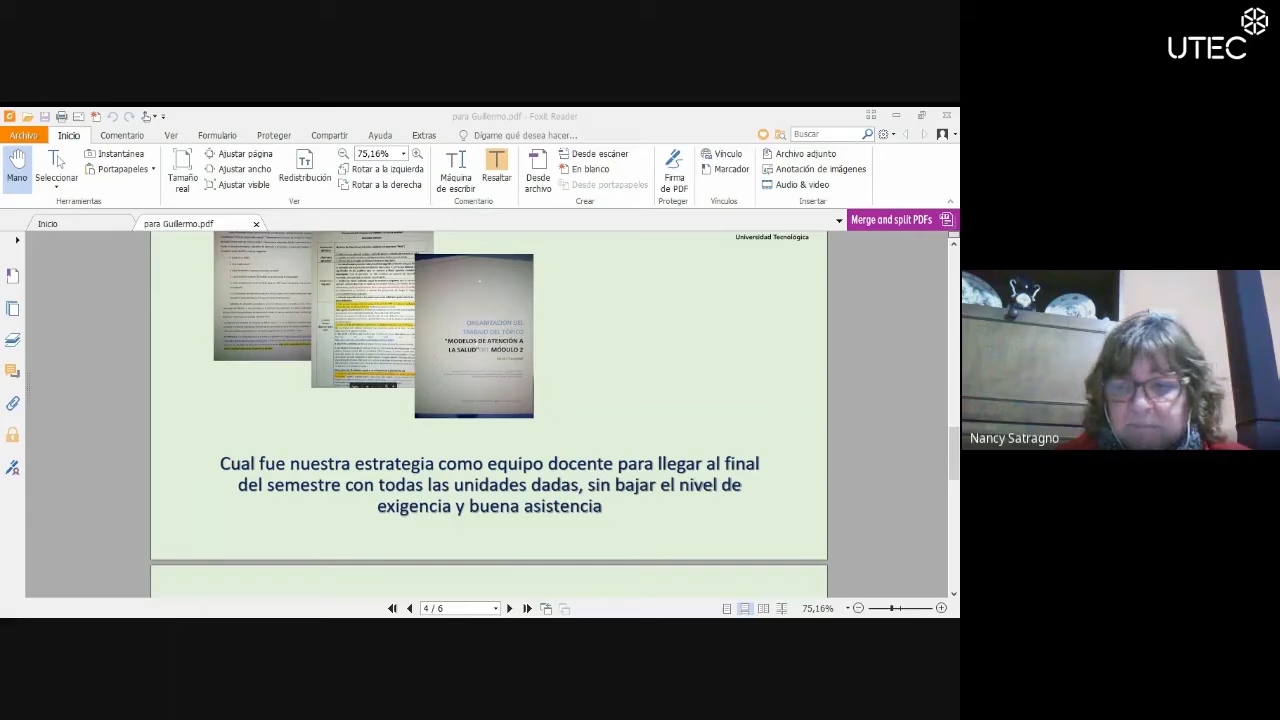 UTEC
para Guillermo.pdf - Foxit Reader
Archivo Inicio Comentario Ver Formulario Proteger Compartir Ayuda Extras Dígame qué desea hacer... Buscar
Mano
Seleccionar
Instantánea
Portapapeles
Herramientas
Tamaño real
Ajustar página
Ajustar ancho
Ajustar visible
Redistribución
75,16%
Rotar a la izquierda
Rotar a la derecha
Ver
Máquina de escribir
Resaltar
Comentario
Desde archivo
Desde escáner
En blanco
Desde portapapeles
Crear
Firma de PDF
Proteger
Vínculo
Marcador
Vínculos
Archivo adjunto
Anotación de imágenes
Audio & video
Insertar
Inicio para Guillermo.pdf
Merge and split PDFs
Universidad Tecnológica
ORGANIZACIÓN DEL
TRABAJO DEL TÓPICO
"MODELOS DE ATENCIÓN A
LA SALUD" DEL MÓDULO 2
Cual fue nuestra estrategia como equipo docente para llegar al final
del semestre con todas las unidades dadas, sin bajar el nivel de
exigencia y buena asistencia
4 / 6
75,16%
Nancy Satragno